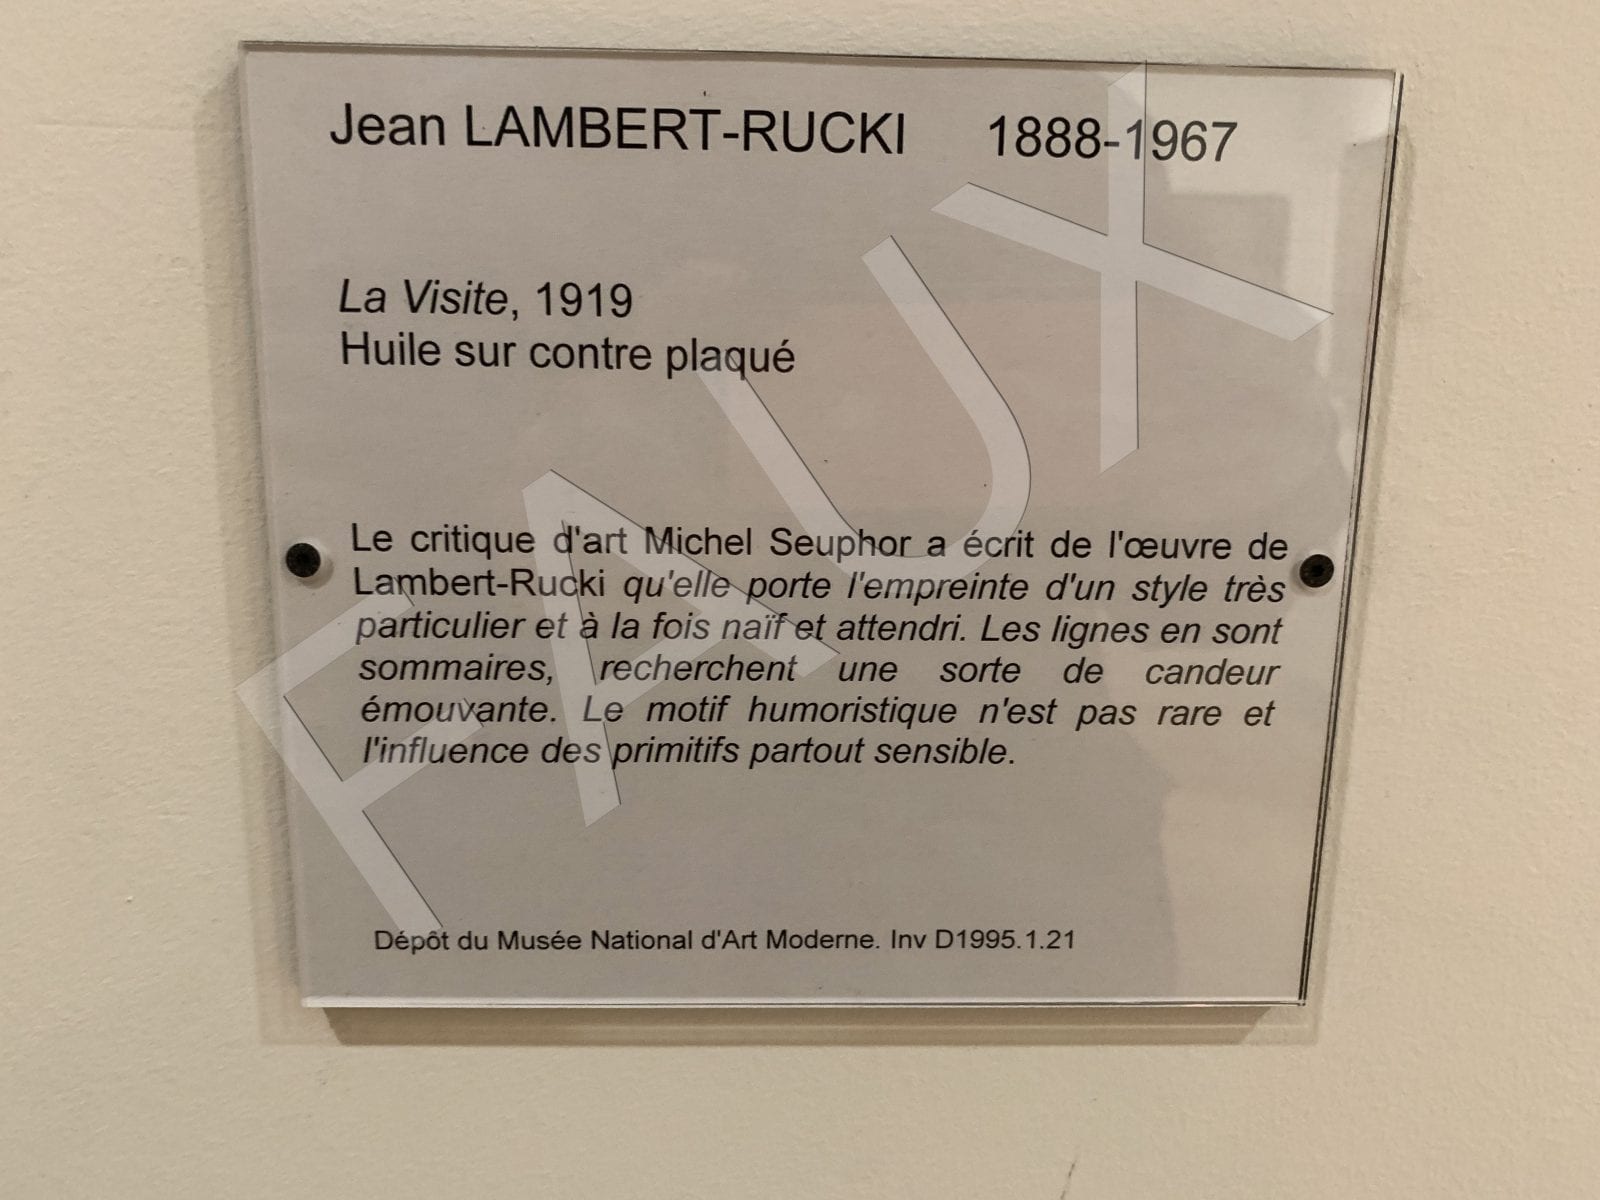 Jean LAMBERT-RUCKI 1888-1967
La Visite, 1919
Huile sur contre plaqué
Le critique d'art Michel Seuphor a écrit de l'œuvre de
Lambert-Rucki qu'elle porte l'empreinte d'un style très
particulier et à la fois naïf et attendri. Les lignes en sont
sommaires, recherchent une sorte de candeur
émouvante. Le motif humoristique n'est pas rare et
l'influence des primitifs partout sensible.
Dépôt du Musée National d'Art Moderne. Inv D1995.1.21
FAUX